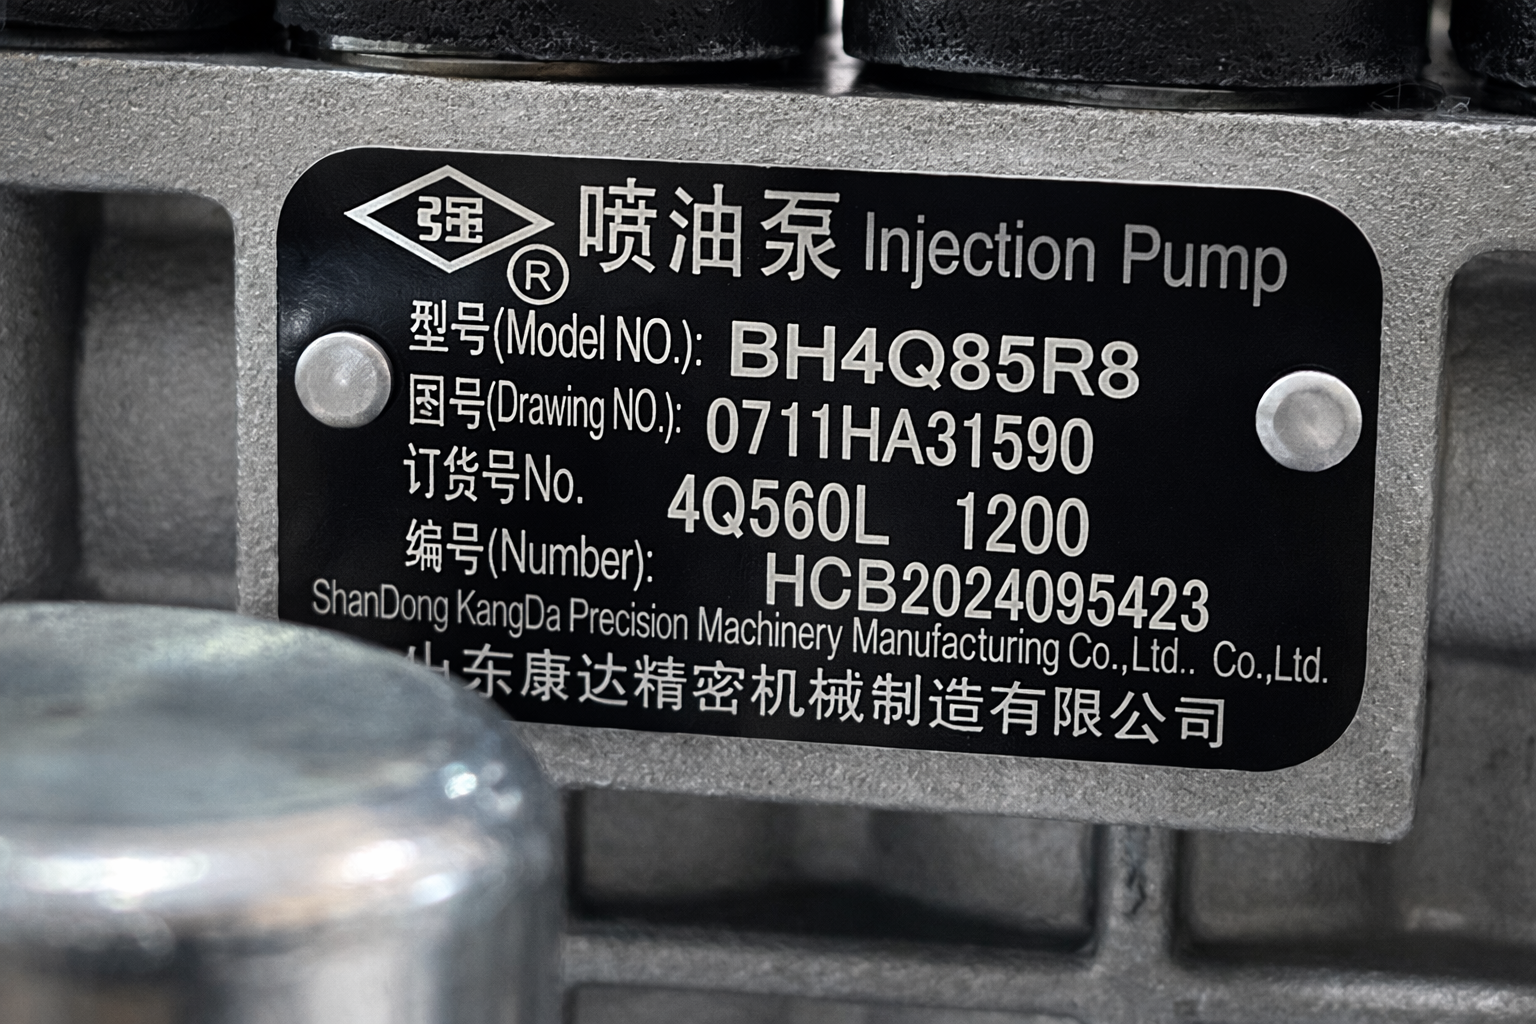 强 ® 喷油泵 Injection Pump
型号(Model NO.): BH4Q85R8
图号(Drawing NO.): 0711HA31590
订货号No. 4Q560L 1200
编号(Number): HCB2024095423
ShanDong KangDa Precision Machinery Manufacturing Co.,Ltd.. Co.,Ltd.
山东康达精密机械制造有限公司